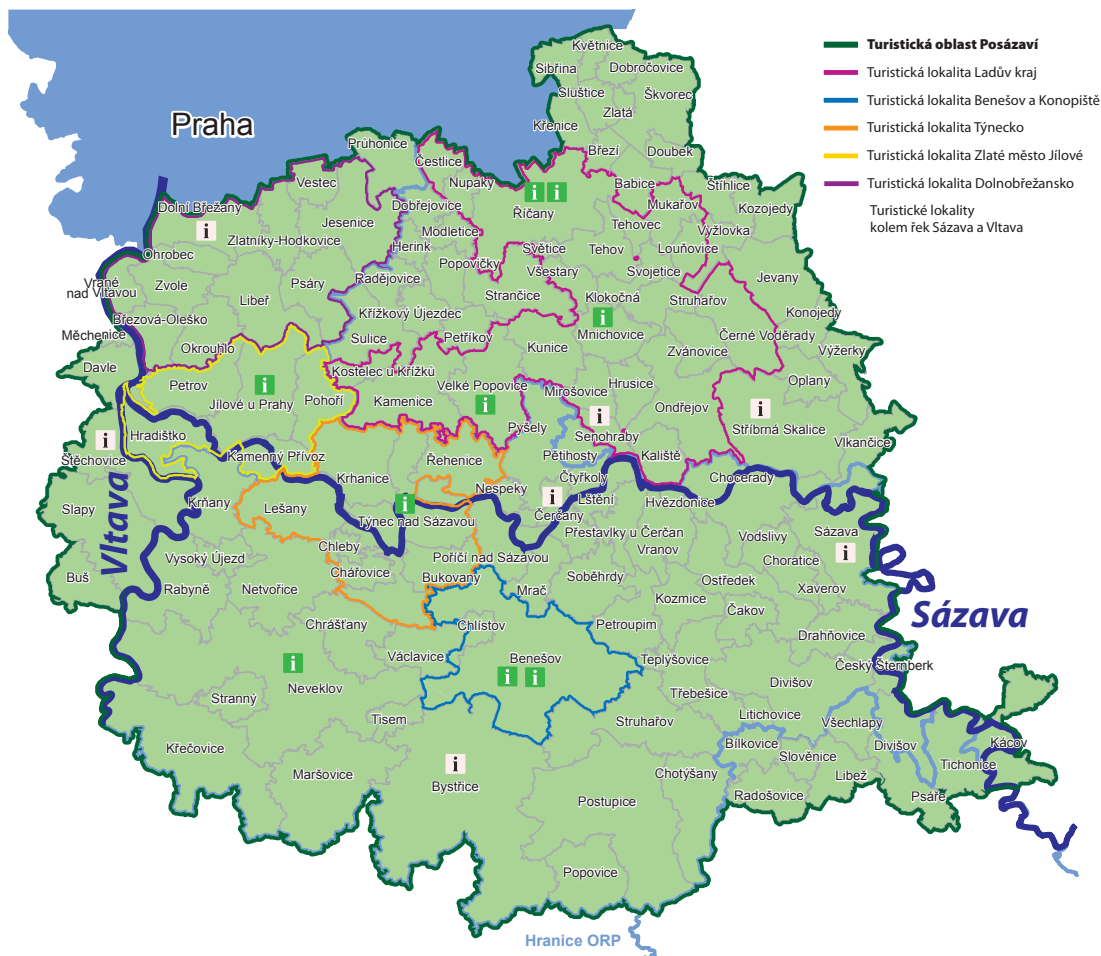 Turistická oblast Posázaví
Turistická lokalita Ladův kraj
Turistická lokalita Benešov a Konopiště
Turistická lokalita Týnecko
Turistická lokalita Zlaté město Jílové
Turistická lokalita Dolnobřežansko
Turistické lokality
kolem řek Sázava a Vltava
Praha
Květnice
Sibřina
Dobročovice
Sluštice
Škvorec
Zlatá
Křenice
Březí
Doubek
Průhonice
Čestlice
Nupaky
Vestec
i
i
Říčany
Babice
Štíhlice
Mukařov
Kozojedy
Dolní Břežany
i
Dobřejovice
Jesenice
Modletice
Tehovec
Vyžlovka
Zlatníky-Hodkovice
Herink
Světice
Tehov
Louňovice
Ohrobec
Popovičky
Všestary
Svojetice
Jevany
Vrané
nad Vltavou
Zvole
Psáry
Radějovice
Strančice
Klokočná
Struhařov
Libeř
Březová-Oleško
Křížkový Újezdec
i
Konojedy
Měchenice
Sulice
Petříkov
Mnichovice
Černé Voděrady
Okrouhlo
Kunice
Zvánovice
Výžerky
Davle
Petrov
i
Kostelec u Křížků
Velké Popovice
Hrusice
Oplany
Jílové u Prahy
Pohoří
Kamenice
i
Mirošovice
i
Ondřejov
i
Hradištko
Pyšely
Senohraby
Stříbrná Skalice
i
Štěchovice
Kamenný Přívoz
Řehenice
Pětihosty
Kaliště
Vlkančice
Krhanice
Čtyřkoly
Chocerady
Nespeky
Slapy
Krňany
Lešany
i
i
Lštění
Hvězdonice
Týnec nad Sázavou
Čerčany
Přestavlky u Čerčan
Sázava
Vltava
Chleby
Vodslivy
i
Vysoký Újezd
Poříčí nad Sázavou
Vranov
Choratice
Buš
Chářovice
Bukovany
Soběhrdy
Ostředek
Rabyně
Netvořice
Mrač
Kozmice
Xaverov
Čakov
Sázava
Chrášťany
Chlístov
Petroupim
Drahňovice
Václavice
Benešov
Teplýšovice
Český Šternberk
i
i
i
Neveklov
Třebešice
Divišov
Stranný
Litichovice
Tisem
Struhařov
Všechlapy
Křečovice
Bílkovice
Divišov
Kácov
Slověnice
Maršovice
i
Bystřice
Chotýšany
Libež
Tichonice
Postupice
Radošovice
Psáře
Popovice
Hranice ORP